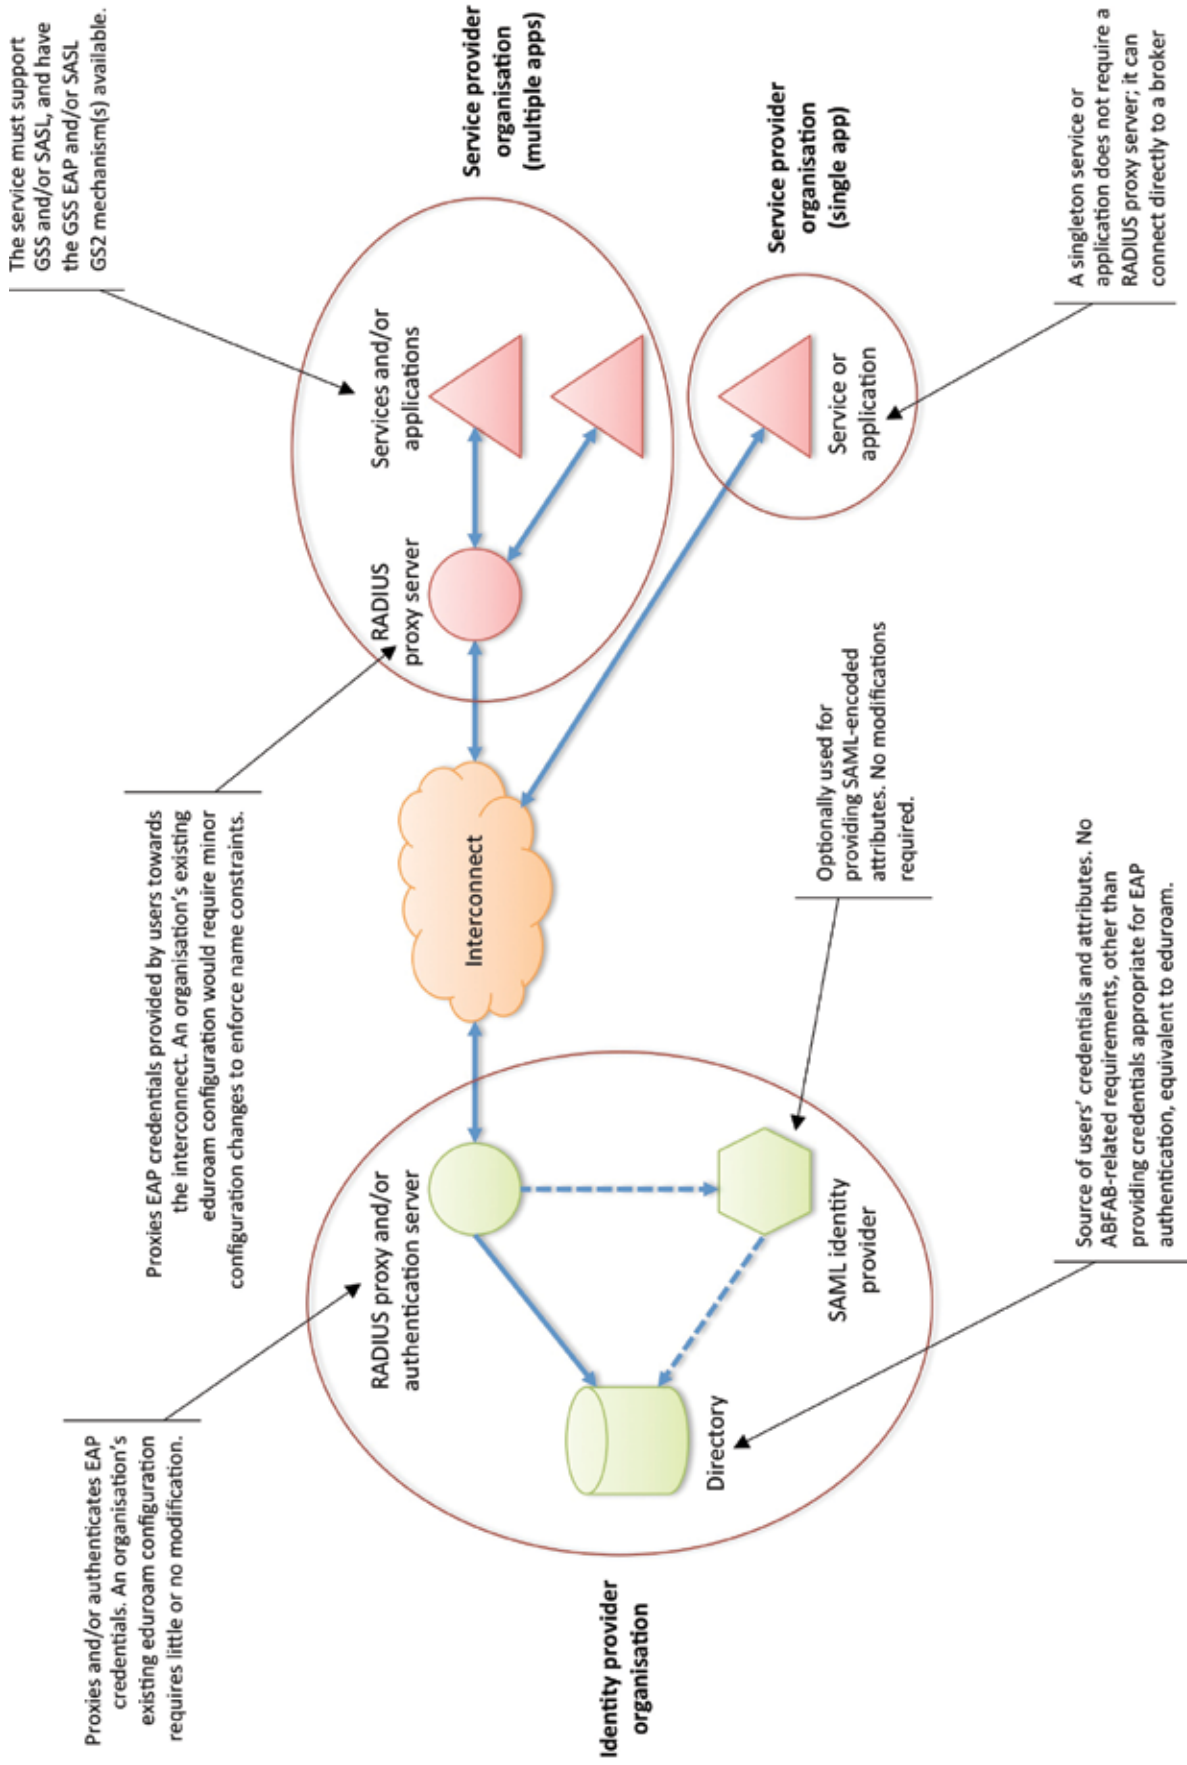 Proxies and/or authenticates EAP
credentials. An organisation's
existing eduroam configuration
requires little or no modification.
Proxies EAP credentials provided by users towards
the interconnect. An organisation's existing
eduroam configuration would require minor
configuration changes to enforce name constraints.
The service must support
GSS and/or SASL, and have
the GSS EAP and/or SASL
GS2 mechanism(s) available.
RADIUS proxy and/or
authentication server
RADIUS
proxy server
Services and/or
applications
Service provider
organisation
(multiple apps)
Interconnect
Identity provider
organisation
Directory
SAML identity
provider
Optionally used for
providing SAML-encoded
attributes. No modifications
required.
Service or
application
Service provider
organisation
(single app)
Source of users' credentials and attributes. No
ABFAB-related requirements, other than
providing credentials appropriate for EAP
authentication, equivalent to eduroam.
A singleton service or
application does not require a
RADIUS proxy server; it can
connect directly to a broker